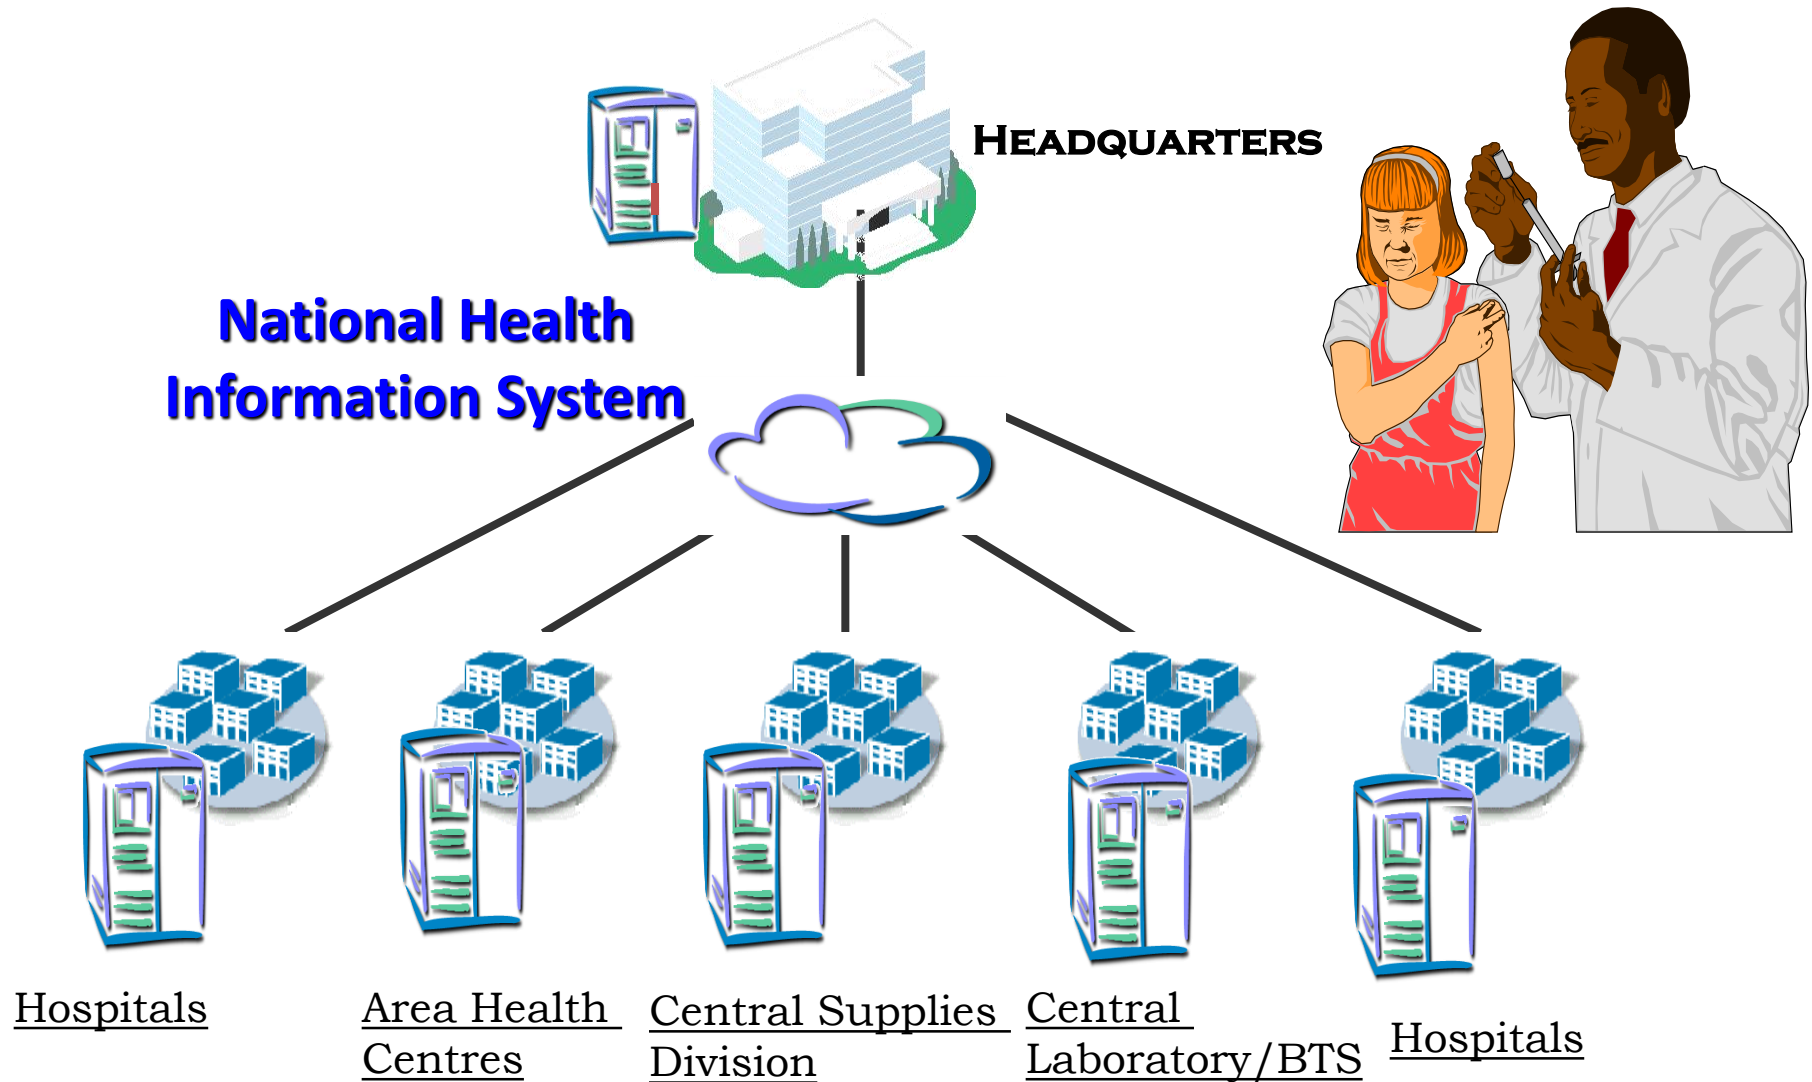 HEADQUARTERS
National Health
Information System
Hospitals
Area Health
Centres
Central Supplies
Division
Central
Laboratory/BTS
Hospitals